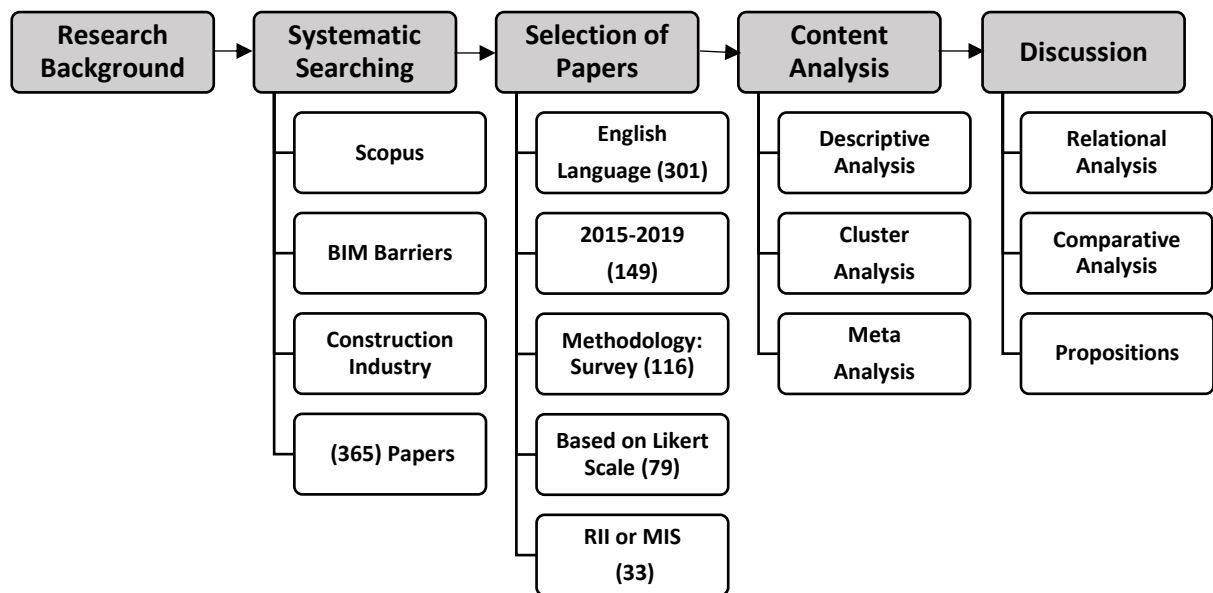 Research
Background
Systematic
Searching
Selection of
Papers
Content
Analysis
Discussion
Scopus
BIM Barriers
Construction
Industry
(365) Papers
English
Language (301)
2015-2019
(149)
Methodology:
Survey (116)
Based on Likert
Scale (79)
RII or MIS
(33)
Descriptive
Analysis
Cluster
Analysis
Meta
Analysis
Relational
Analysis
Comparative
Analysis
Propositions